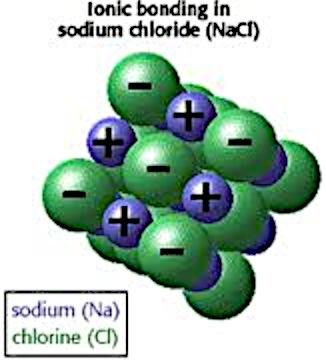 Ionic bonding in
sodium chloride (NaCl)
−
+
+
−
−
−
+
+
−
sodium (Na)
chlorine (Cl)